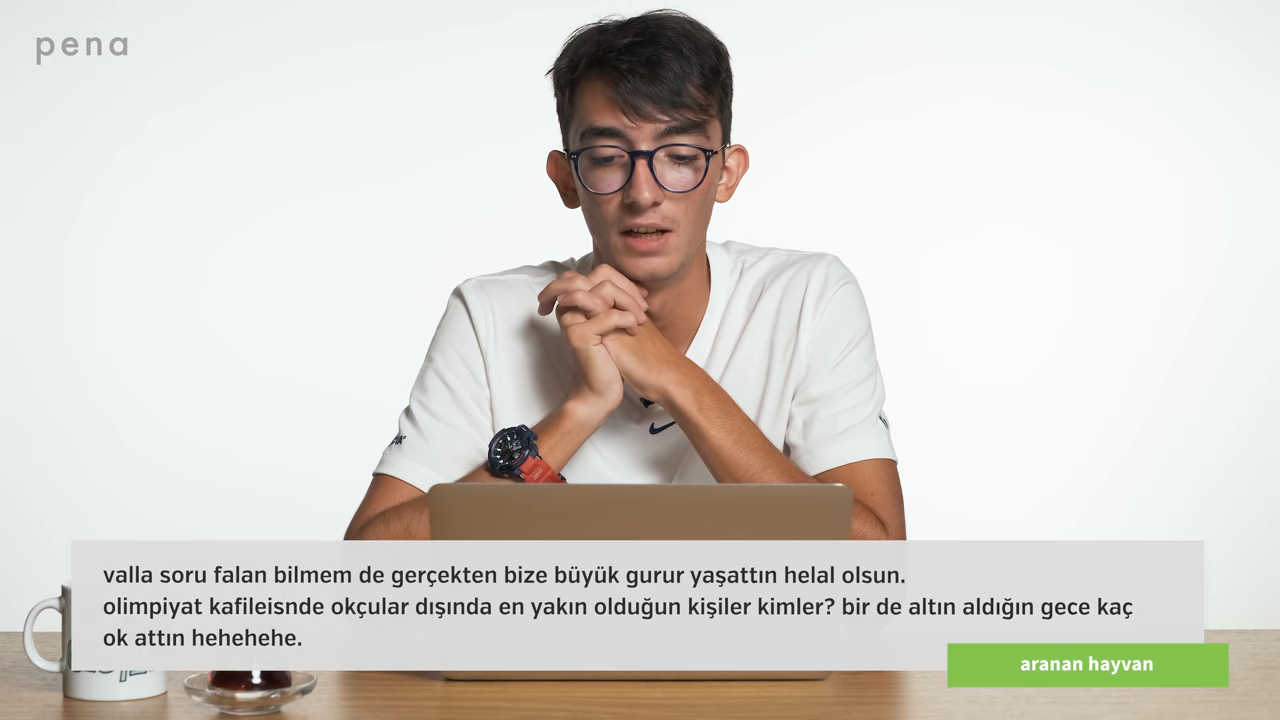 pena
valla soru falan bilmem de gerçekten bize büyük gurur yaşattın helal olsun.
olimpiyat kafileisnde okçular dışında en yakın olduğun kişiler kimler? bir de altın aldığın gece kaç
ok attın hehehehe.
aranan hayvan